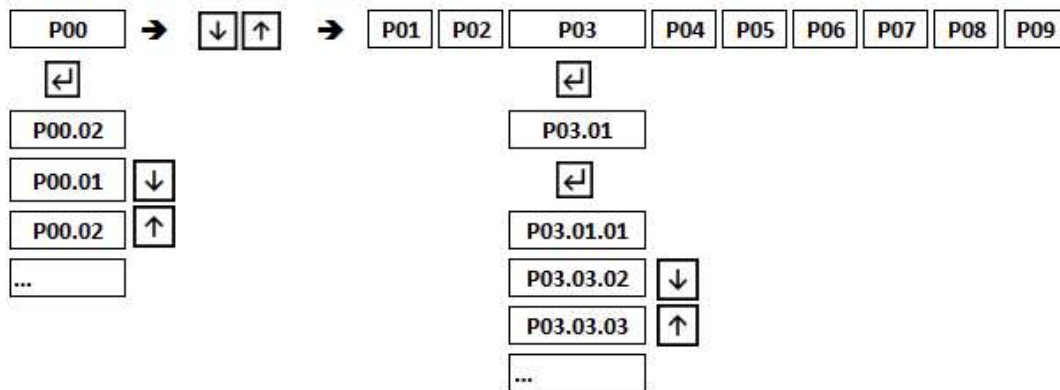 P00 → ↓ ↑ → P01 P02 P03 P04 P05 P06 P07 P08 P09
↵ ↵
P00.02 P03.01
P00.01 ↓ ↵
P00.02 ↑ P03.01.01
... P03.03.02 ↓
P03.03.03 ↑
...